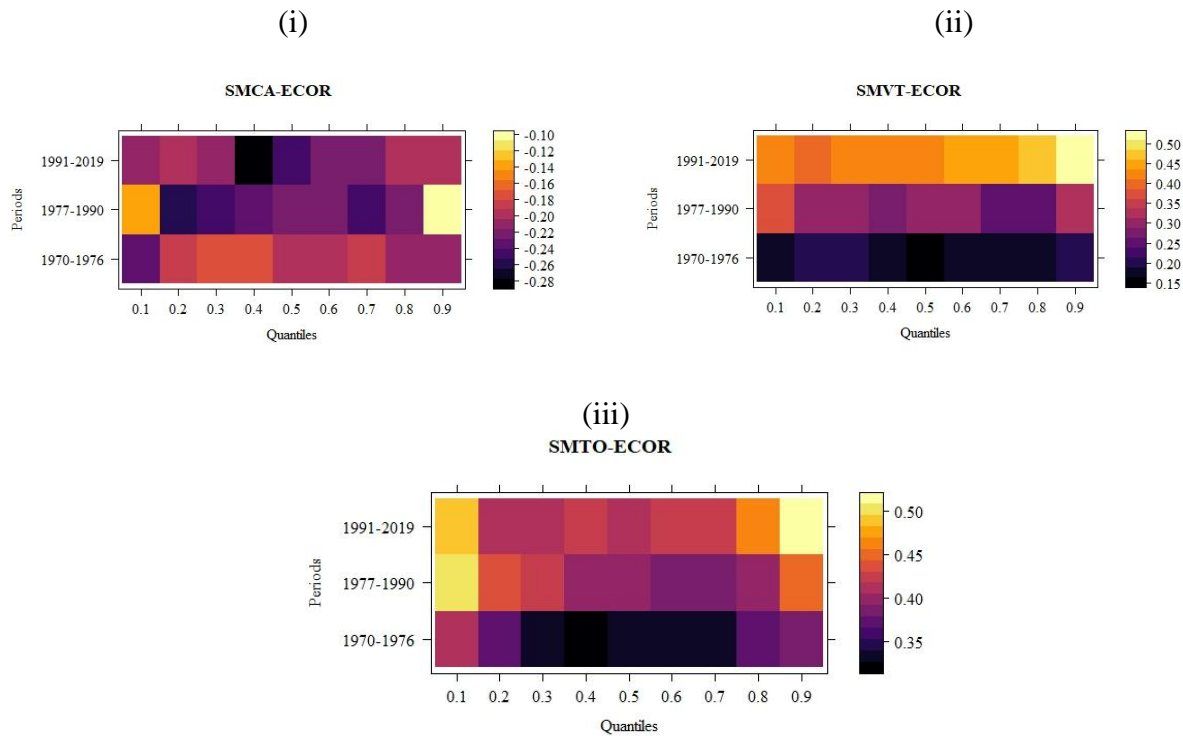 (i)
SMCA-ECOR
1991-2019
1977-1990
1970-1976
Periods
0.1 0.2 0.3 0.4 0.5 0.6 0.7 0.8 0.9
Quantiles
-0.10
-0.12
-0.14
-0.16
-0.18
-0.20
-0.22
-0.24
-0.26
-0.28
(ii)
SMVT-ECOR
1991-2019
1977-1990
1970-1976
Periods
0.1 0.2 0.3 0.4 0.5 0.6 0.7 0.8 0.9
Quantiles
0.50
0.45
0.40
0.35
0.30
0.25
0.20
0.15
(iii)
SMTO-ECOR
1991-2019
1977-1990
1970-1976
Periods
0.1 0.2 0.3 0.4 0.5 0.6 0.7 0.8 0.9
Quantiles
0.50
0.45
0.40
0.35